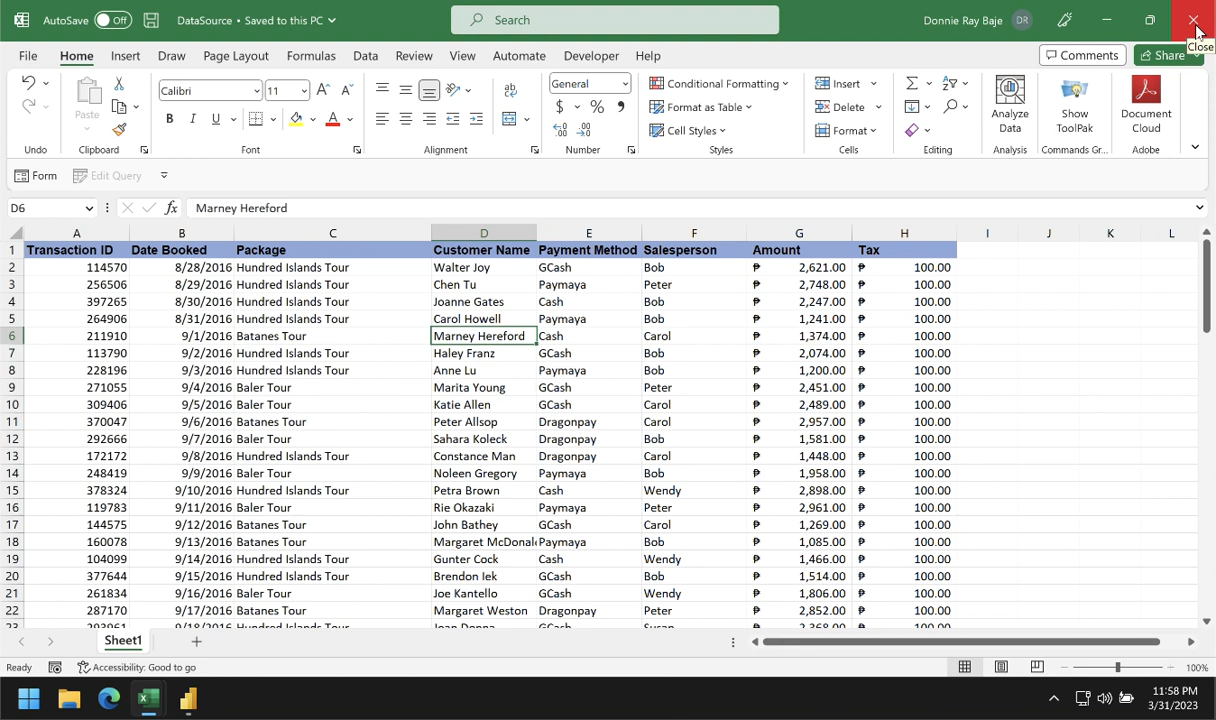 AutoSave Off DataSource • Saved to this PC Search Donnie Ray Baje DR
Close
File Home Insert Draw Page Layout Formulas Data Review View Automate Developer Help Comments Share
Paste Calibri 11 General Conditional Formatting Insert
Format as Table Delete Analyze Data Show ToolPak Document Cloud
Cell Styles Format
Undo Clipboard Font Alignment Number Styles Cells Editing Analysis Commands Gr... Adobe
Form Edit Query
D6 fx Marney Hereford
A B C D E F G H I J K L
1 Transaction ID Date Booked Package Customer Name Payment Method Salesperson Amount Tax
2 114570 8/28/2016 Hundred Islands Tour Walter Joy GCash Bob ₱ 2,621.00 ₱ 100.00
3 256506 8/29/2016 Hundred Islands Tour Chen Tu Paymaya Peter ₱ 2,748.00 ₱ 100.00
4 397265 8/30/2016 Hundred Islands Tour Joanne Gates Cash Bob ₱ 2,247.00 ₱ 100.00
5 264906 8/31/2016 Hundred Islands Tour Carol Howell Paymaya Bob ₱ 1,241.00 ₱ 100.00
6 211910 9/1/2016 Batanes Tour Marney Hereford Cash Carol ₱ 1,374.00 ₱ 100.00
7 113790 9/2/2016 Hundred Islands Tour Haley Franz GCash Bob ₱ 2,074.00 ₱ 100.00
8 228196 9/3/2016 Hundred Islands Tour Anne Lu Paymaya Bob ₱ 1,200.00 ₱ 100.00
9 271055 9/4/2016 Baler Tour Marita Young GCash Peter ₱ 2,451.00 ₱ 100.00
10 309406 9/5/2016 Baler Tour Katie Allen GCash Carol ₱ 2,489.00 ₱ 100.00
11 370047 9/6/2016 Batanes Tour Peter Allsop Dragonpay Carol ₱ 2,957.00 ₱ 100.00
12 292666 9/7/2016 Baler Tour Sahara Koleck Dragonpay Bob ₱ 1,581.00 ₱ 100.00
13 172172 9/8/2016 Hundred Islands Tour Constance Man Dragonpay Carol ₱ 1,448.00 ₱ 100.00
14 248419 9/9/2016 Baler Tour Noleen Gregory Paymaya Bob ₱ 1,958.00 ₱ 100.00
15 378324 9/10/2016 Hundred Islands Tour Petra Brown Cash Wendy ₱ 2,898.00 ₱ 100.00
16 119783 9/11/2016 Baler Tour Rie Okazaki Paymaya Peter ₱ 2,961.00 ₱ 100.00
17 144575 9/12/2016 Batanes Tour John Bathey GCash Carol ₱ 1,269.00 ₱ 100.00
18 160078 9/13/2016 Batanes Tour Margaret McDonal Paymaya Bob ₱ 1,085.00 ₱ 100.00
19 104099 9/14/2016 Hundred Islands Tour Gunter Cock Cash Wendy ₱ 1,466.00 ₱ 100.00
20 377644 9/15/2016 Hundred Islands Tour Brendon Iek GCash Bob ₱ 1,514.00 ₱ 100.00
21 261834 9/16/2016 Baler Tour Joe Kantello GCash Wendy ₱ 1,806.00 ₱ 100.00
22 287170 9/17/2016 Batanes Tour Margaret Weston Dragonpay Peter ₱ 2,852.00 ₱ 100.00
23 293961 9/18/2016 Hundred Islands Tour Joan Donna GCash Susan ₱ 2,368.00 ₱ 100.00
Sheet1
Ready Accessibility: Good to go 100%
11:58 PM
3/31/2023